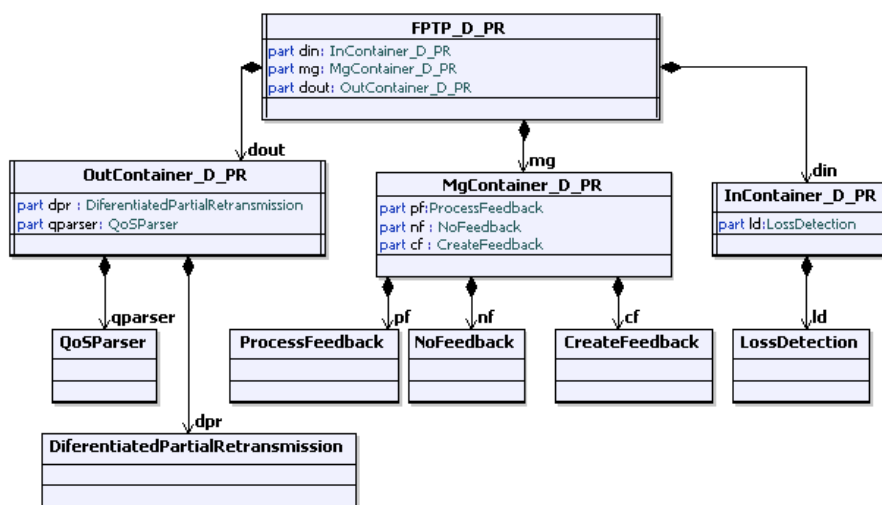 FPTP_D_PR
part din: InContainer_D_PR
part mg: MgContainer_D_PR
part dout: OutContainer_D_PR
dout
mg
din
OutContainer_D_PR
part dpr : DiferentiatedPartialRetransmission
part qparser: QoSParser
MgContainer_D_PR
part pf:ProcessFeedback
part nf : NoFeedback
part cf : CreateFeedback
InContainer_D_PR
part ld:LossDetection
qparser
pf
nf
cf
ld
QoSParser
ProcessFeedback
NoFeedback
CreateFeedback
LossDetection
dpr
DiferentiatedPartialRetransmission